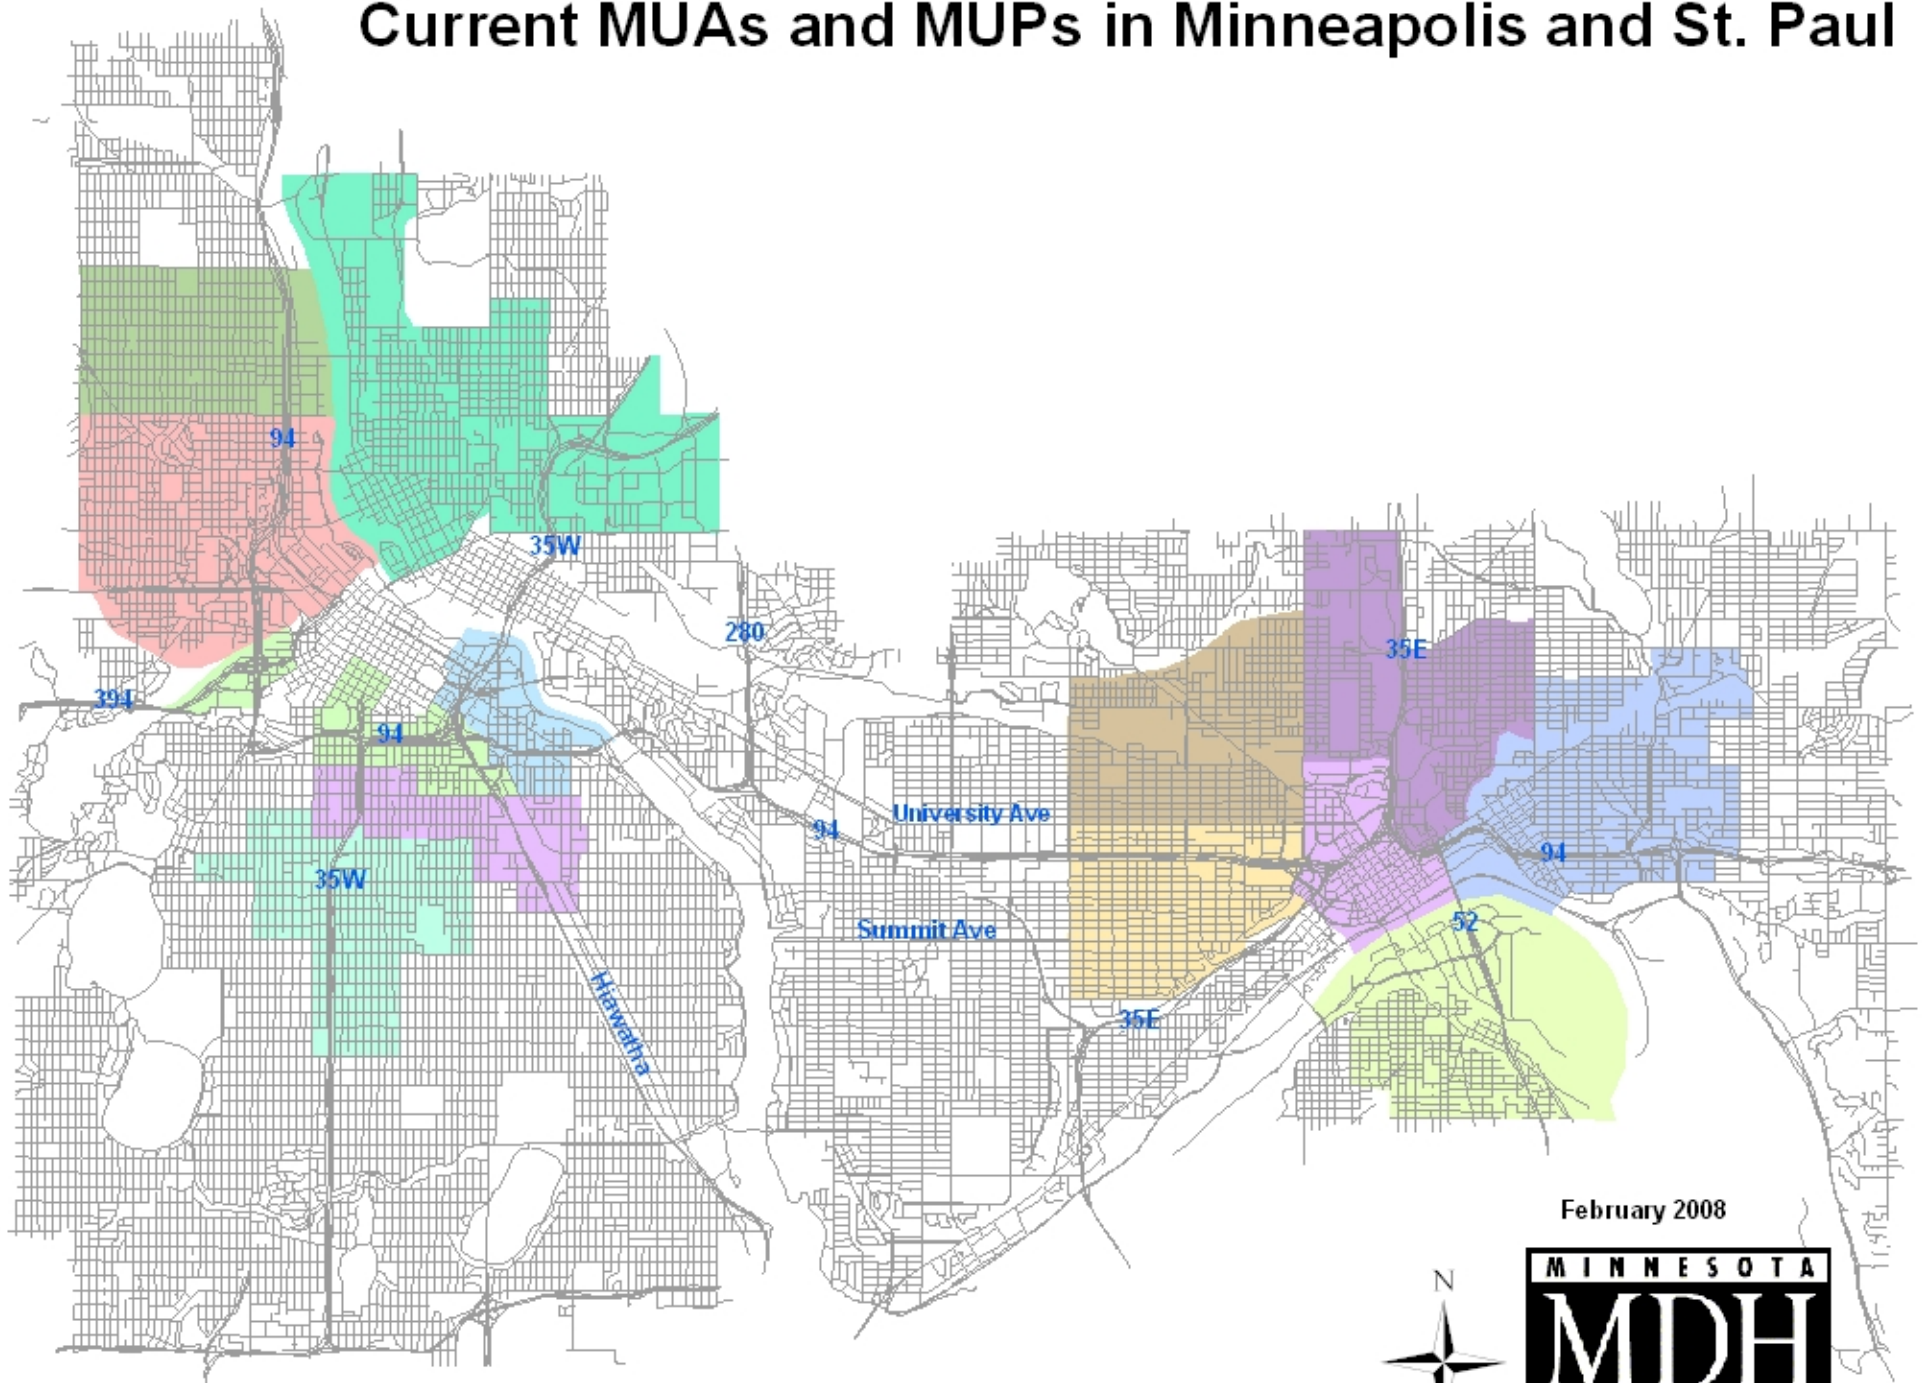 Current MUAs and MUPs in Minneapolis and St. Paul
94
35W
280
35E
394
94
University Ave
94
94
35W
52
Summit Ave
Hiawatha
35E
February 2008
N
MINNESOTA
MDH